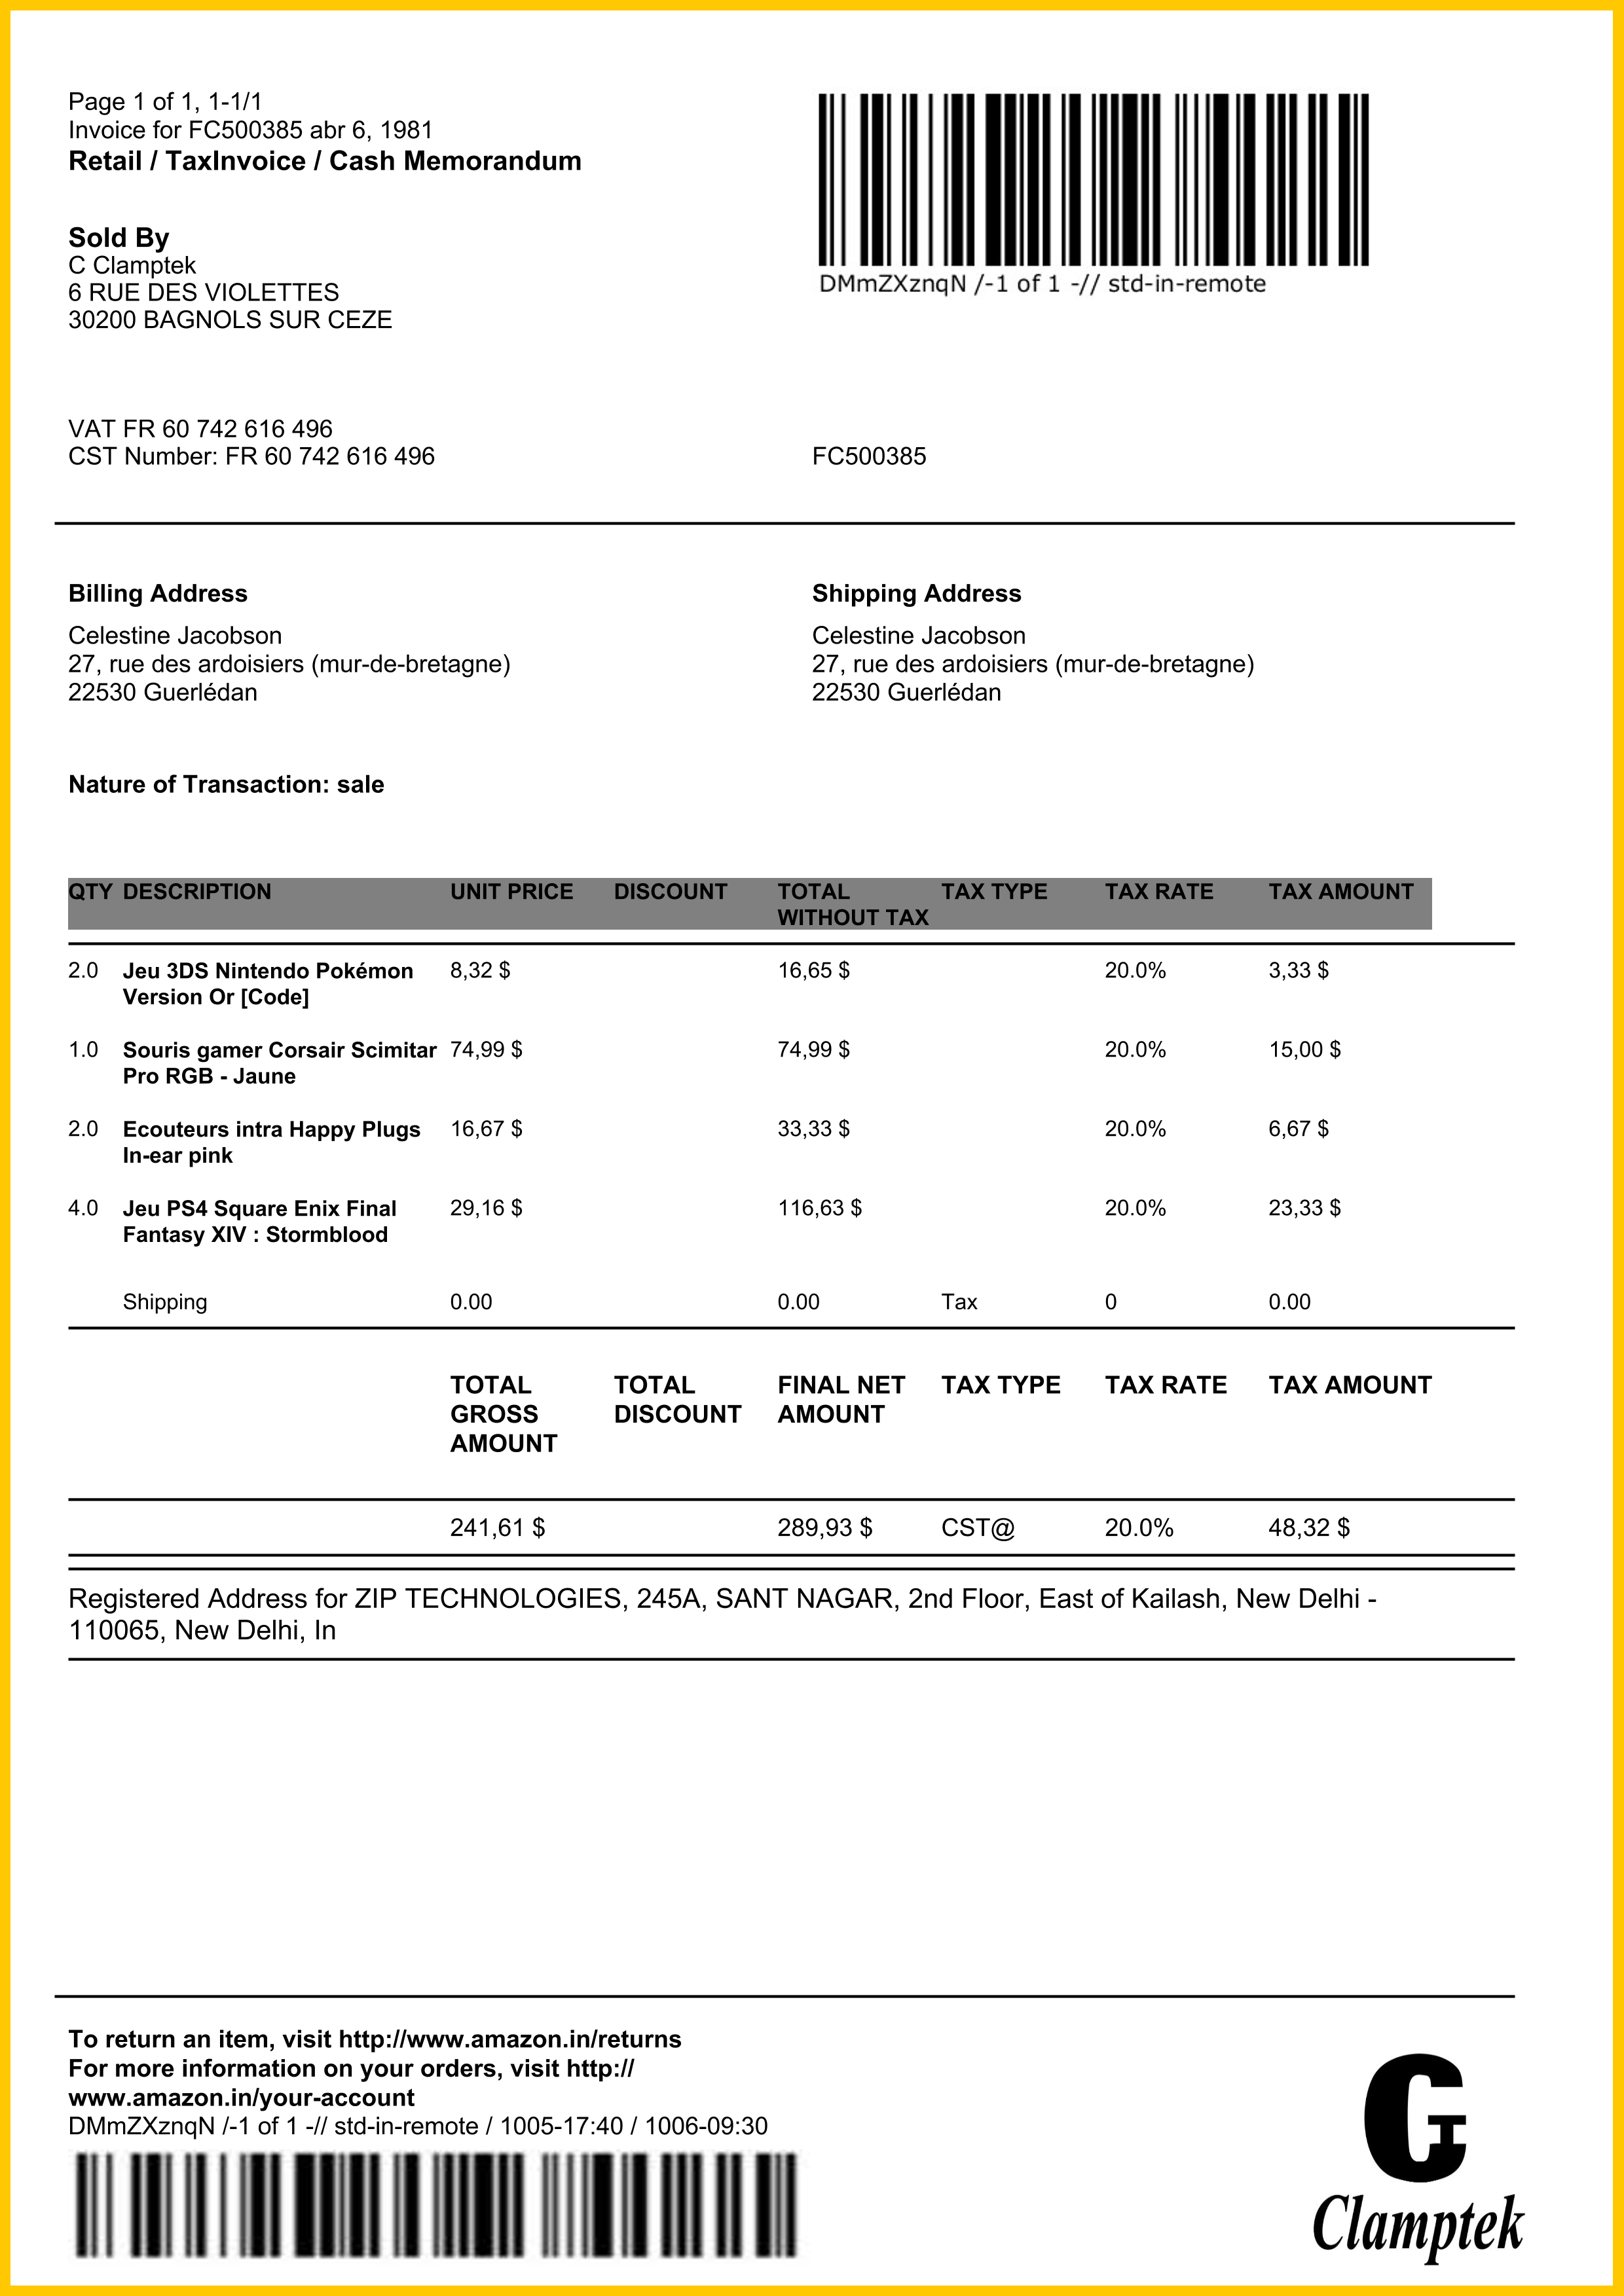 Page 1 of 1, 1-1/1
Invoice for FC500385 abr 6, 1981
Retail / TaxInvoice / Cash Memorandum
DMmZXznqN /-1 of 1 -// std-in-remote
Sold By
C Clamptek
6 RUE DES VIOLETTES
30200 BAGNOLS SUR CEZE
VAT FR 60 742 616 496
CST Number: FR 60 742 616 496 FC500385
Billing Address
Celestine Jacobson
27, rue des ardoisiers (mur-de-bretagne)
22530 Guerlédan
Shipping Address
Celestine Jacobson
27, rue des ardoisiers (mur-de-bretagne)
22530 Guerlédan
Nature of Transaction: sale
QTY DESCRIPTION UNIT PRICE DISCOUNT TOTAL TAX TYPE TAX RATE TAX AMOUNT
WITHOUT TAX
2.0 Jeu 3DS Nintendo Pokémon 8,32 $ 16,65 $ 20.0% 3,33 $
Version Or [Code]
1.0 Souris gamer Corsair Scimitar 74,99 $ 74,99 $ 20.0% 15,00 $
Pro RGB - Jaune
2.0 Ecouteurs intra Happy Plugs 16,67 $ 33,33 $ 20.0% 6,67 $
In-ear pink
4.0 Jeu PS4 Square Enix Final 29,16 $ 116,63 $ 20.0% 23,33 $
Fantasy XIV : Stormblood
Shipping 0.00 0.00 Tax 0 0.00
TOTAL TOTAL FINAL NET TAX TYPE TAX RATE TAX AMOUNT
GROSS DISCOUNT AMOUNT
AMOUNT
241,61 $ 289,93 $ CST@ 20.0% 48,32 $
Registered Address for ZIP TECHNOLOGIES, 245A, SANT NAGAR, 2nd Floor, East of Kailash, New Delhi -
110065, New Delhi, In
To return an item, visit http://www.amazon.in/returns
For more information on your orders, visit http://
www.amazon.in/your-account
DMmZXznqN /-1 of 1 -// std-in-remote / 1005-17:40 / 1006-09:30
Clamptek